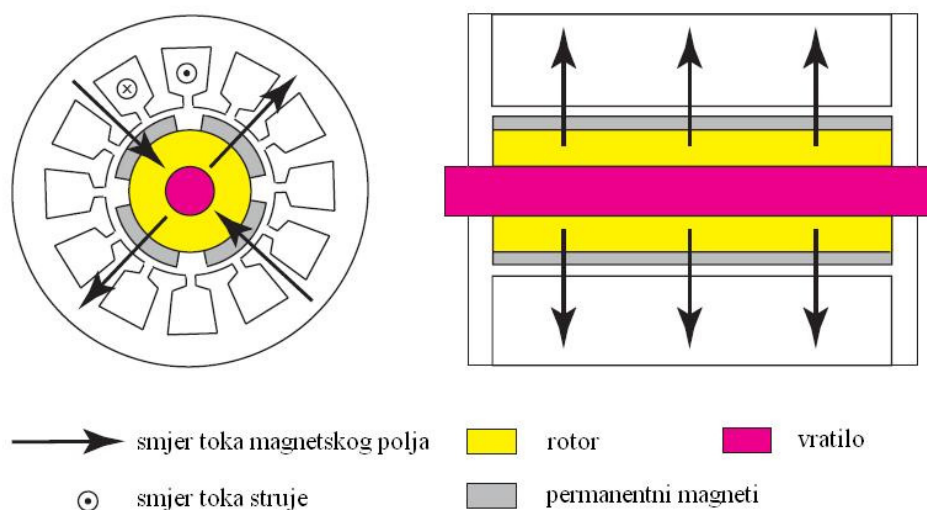 smjer toka magnetskog polja
rotor
vratilo
smjer toka struje
permanentni magneti